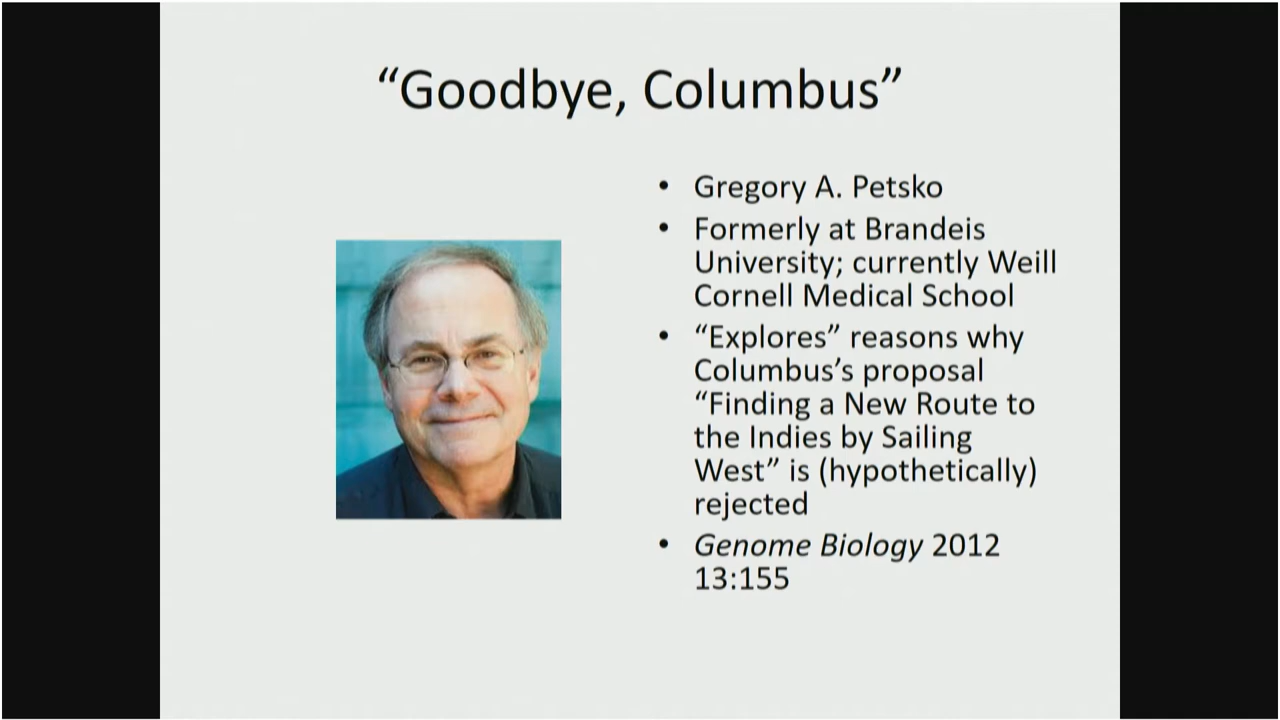 “Goodbye, Columbus”
• Gregory A. Petsko
• Formerly at Brandeis
University; currently Weill
Cornell Medical School
• “Explores” reasons why
Columbus’s proposal
“Finding a New Route to
the Indies by Sailing
West” is (hypothetically)
rejected
• Genome Biology 2012
13:155